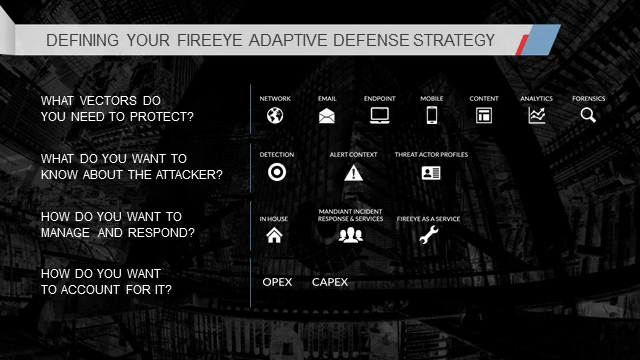 DEFINING YOUR FIREEYE ADAPTIVE DEFENSE STRATEGY
WHAT VECTORS DO
YOU NEED TO PROTECT?
NETWORK EMAIL ENDPOINT MOBILE CONTENT ANALYTICS FORENSICS
WHAT DO YOU WANT TO
KNOW ABOUT THE ATTACKER?
DETECTION ALERT CONTEXT THREAT ACTOR PROFILES
HOW DO YOU WANT TO
MANAGE AND RESPOND?
IN HOUSE
MANDIANT INCIDENT
RESPONSE & SERVICES
FIREEYE AS A SERVICE
HOW DO YOU WANT
TO ACCOUNT FOR IT?
OPEX CAPEX